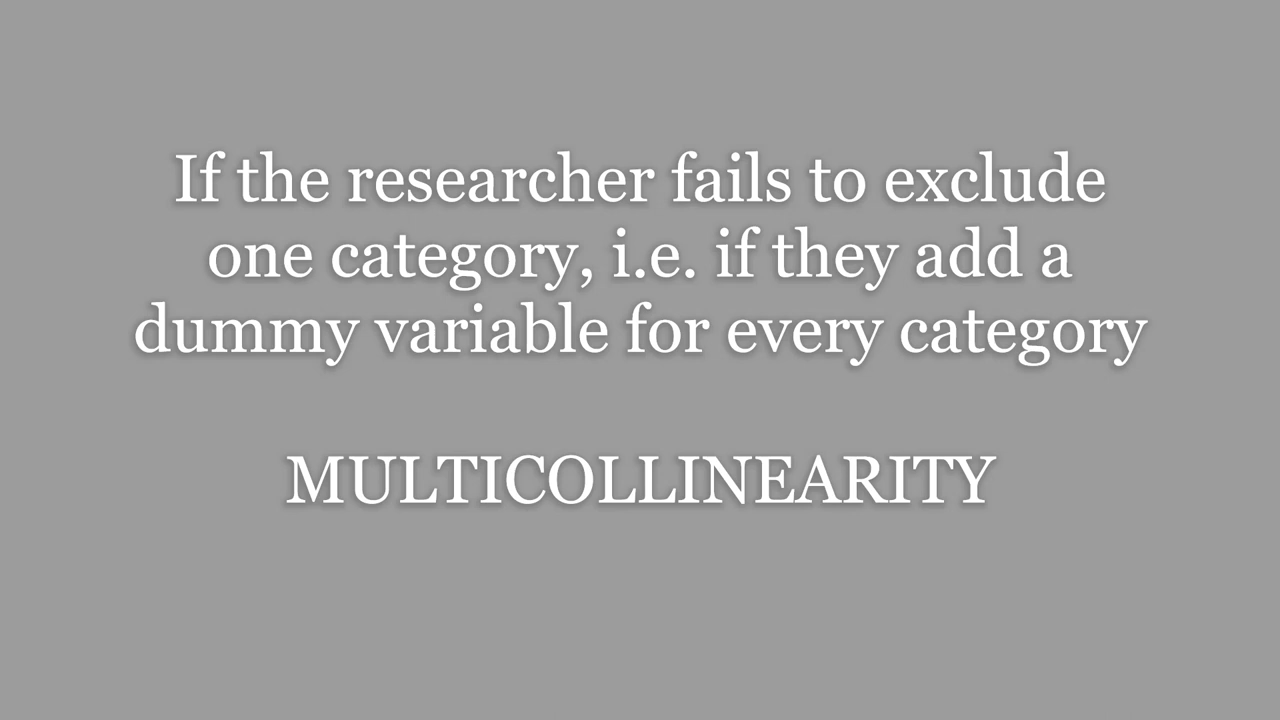 If the researcher fails to exclude
one category, i.e. if they add a
dummy variable for every category
MULTICOLLINEARITY